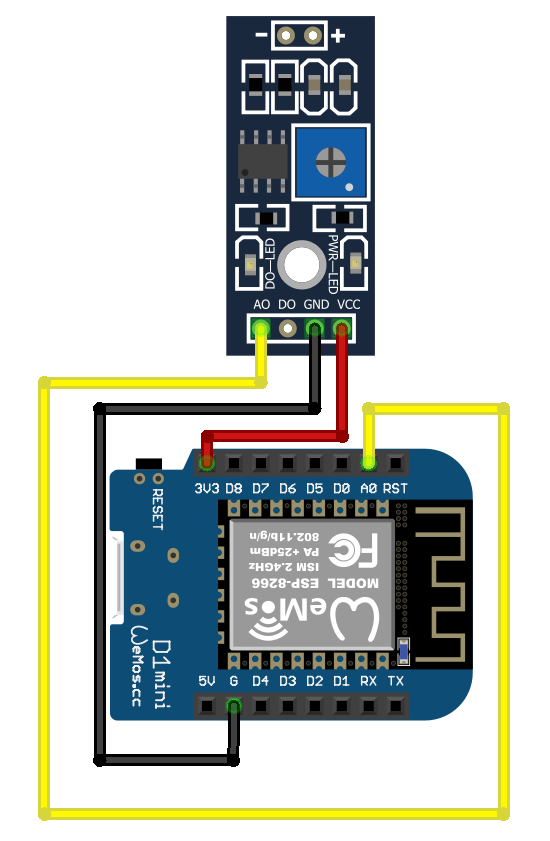 − +
DO—LED
PWR—LED
AO DO GND VCC
3V3 D8 D7 D6 D5 D0 A0 RST
RESET
802.11b/g/n
PA +25dBm
ISM 2.4GHz
MODEL ESP-8266
FC
WeMos
D1mini
WeMos.cc
5V G D4 D3 D2 D1 RX TX